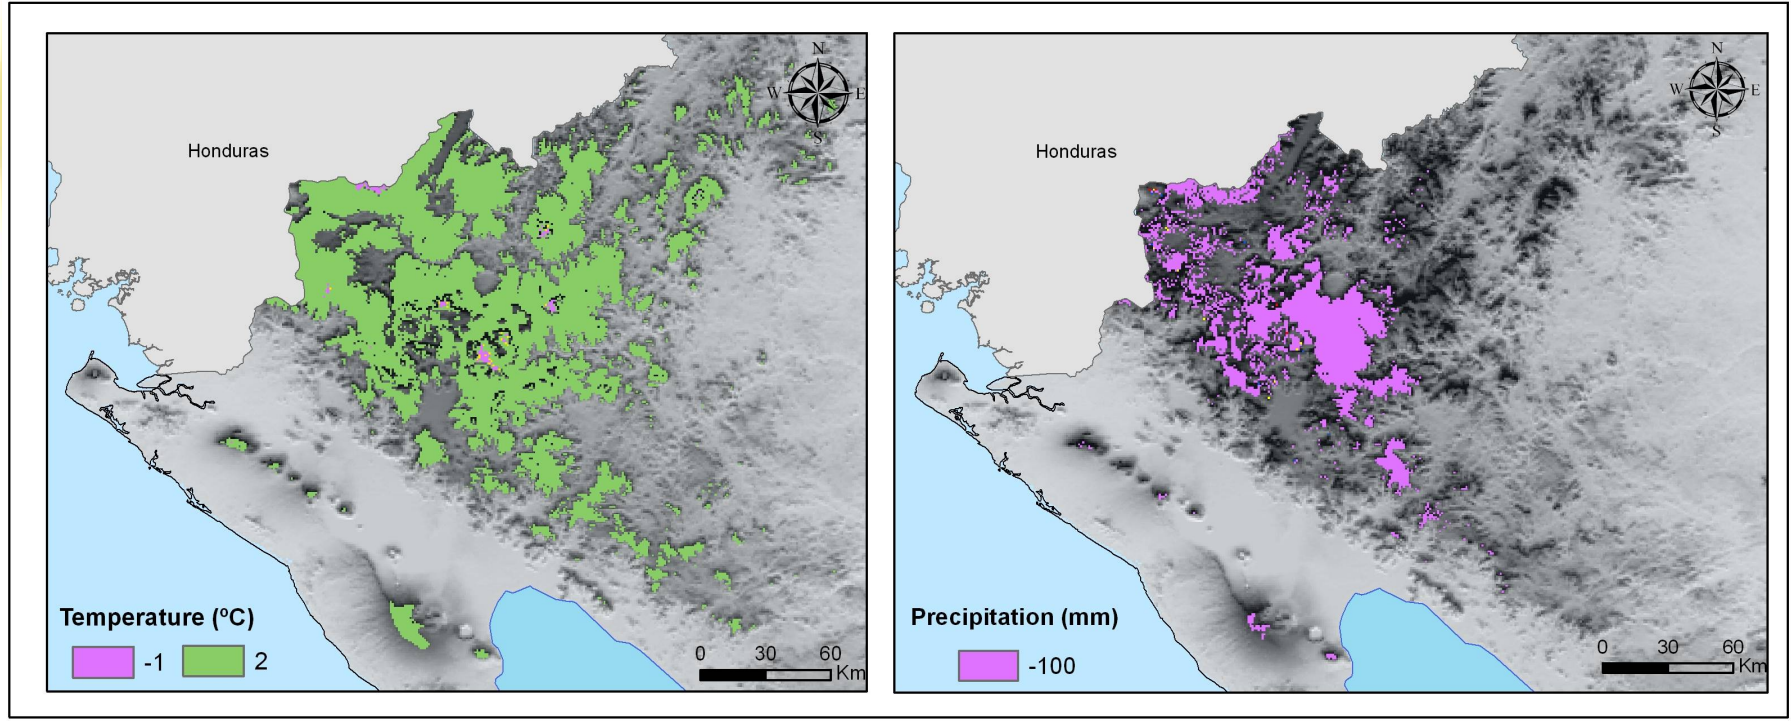 N
W E
S
Honduras
Temperature (ºC)
-1 2
0 30 60
Km
N
W E
S
Honduras
Precipitation (mm)
-100
0 30 60
Km